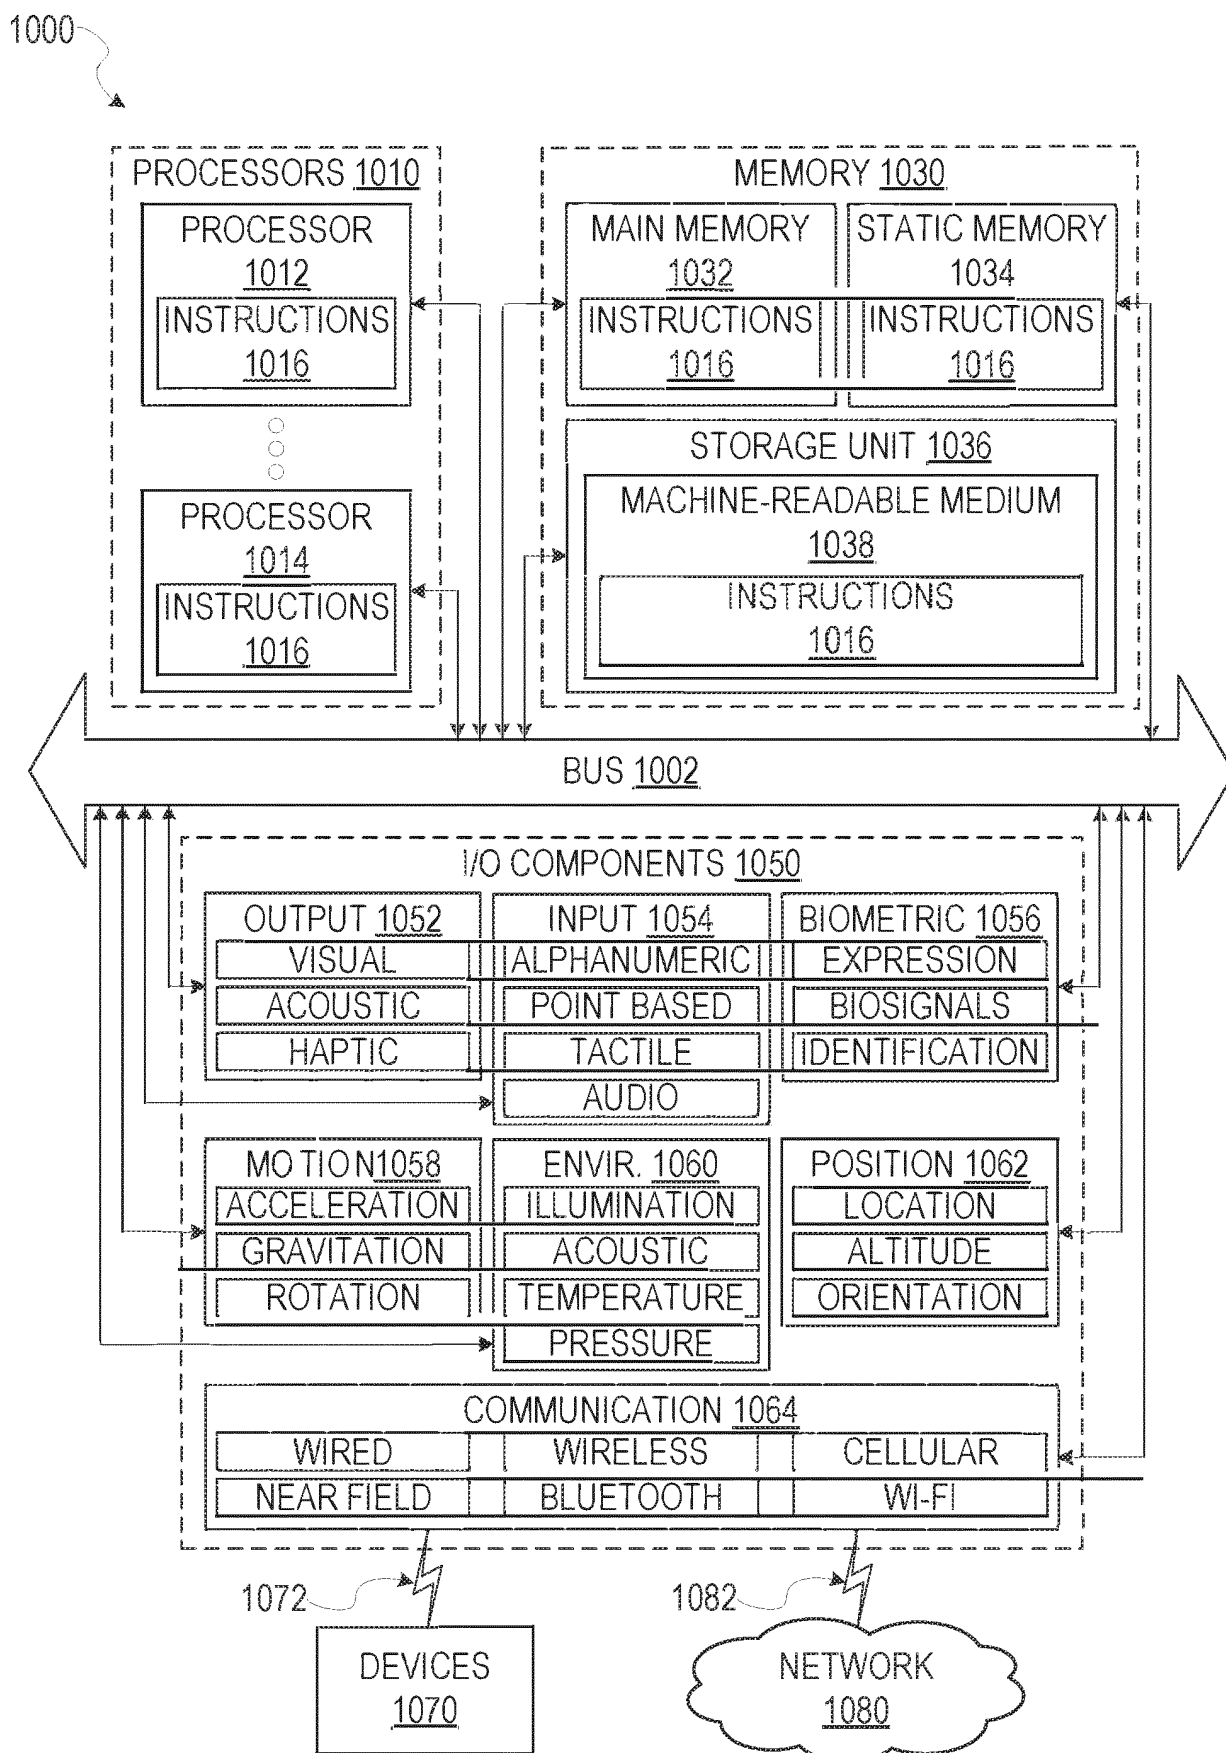 1000
PROCESSORS 1010
PROCESSOR
1012
INSTRUCTIONS
1016
PROCESSOR
1014
INSTRUCTIONS
1016
MEMORY 1030
MAIN MEMORY
1032
INSTRUCTIONS
1016
STATIC MEMORY
1034
INSTRUCTIONS
1016
STORAGE UNIT 1036
MACHINE-READABLE MEDIUM
1038
INSTRUCTIONS
1016
BUS 1002
I/O COMPONENTS 1050
OUTPUT 1052
VISUAL
ACOUSTIC
HAPTIC
INPUT 1054
ALPHANUMERIC
POINT BASED
TACTILE
AUDIO
BIOMETRIC 1056
EXPRESSION
BIOSIGNALS
IDENTIFICATION
MOTION 1058
ACCELERATION
GRAVITATION
ROTATION
ENVIR. 1060
ILLUMINATION
ACOUSTIC
TEMPERATURE
PRESSURE
POSITION 1062
LOCATION
ALTITUDE
ORIENTATION
COMMUNICATION 1064
WIRED
WIRELESS
CELLULAR
NEAR FIELD
BLUETOOTH
WI-FI
1072
1082
DEVICES
1070
NETWORK
1080